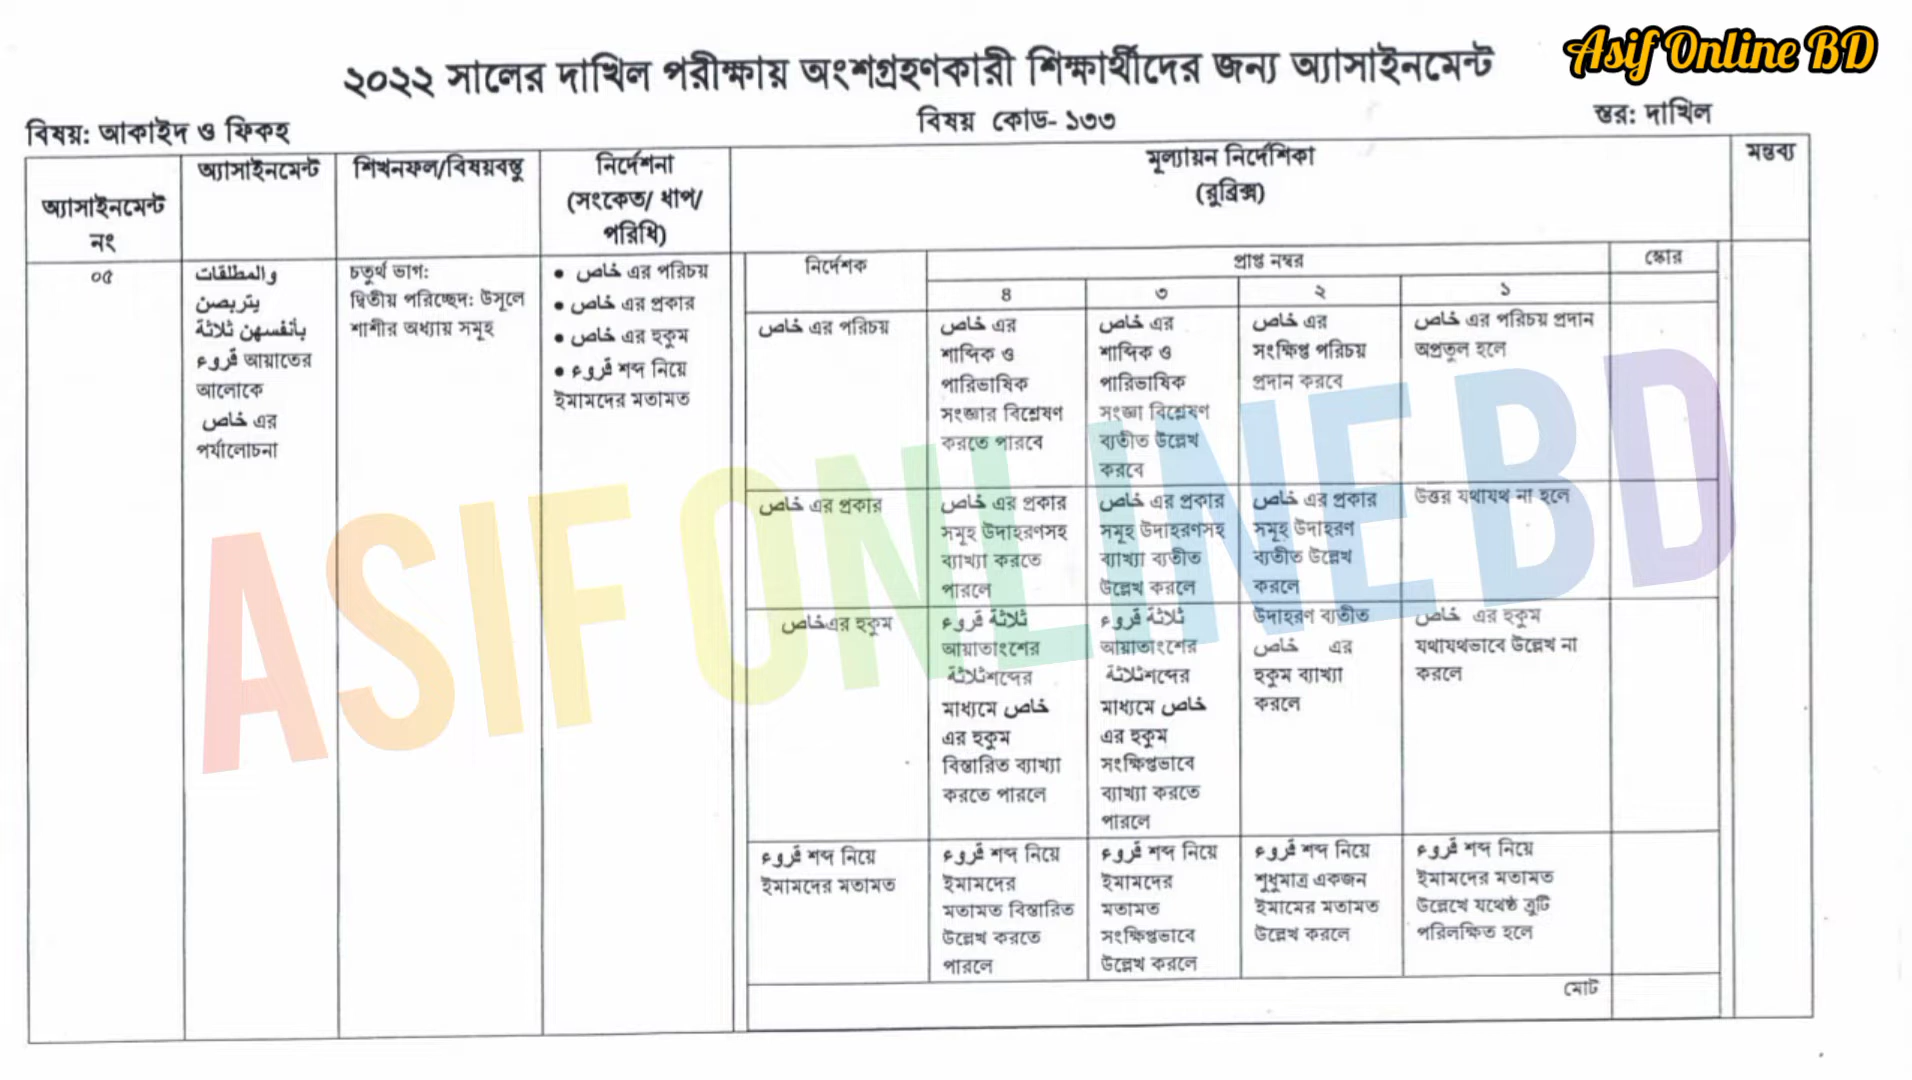 Asif Online BD
২০২২ সালের দাখিল পরীক্ষায় অংশগ্রহণকারী শিক্ষার্থীদের জন্য অ্যাসাইনমেন্ট
বিষয়: আকাইদ ও ফিকহ
বিষয় কোড- ১৩৩
স্তর: দাখিল
অ্যাসাইনমেন্ট
নং
অ্যাসাইনমেন্ট
শিখনফল/বিষয়বস্তু
নির্দেশনা
(সংকেত/ ধাপ/
পরিধি)
মূল্যায়ন নির্দেশিকা
(রুব্রিক্স)
মন্তব্য
০৫
والمطلقات
يتربصن
بأنفسهن ثلاثة
قروء আয়াতের
আলোকে
خاص এর
পর্যালোচনা
চতুর্থ ভাগ:
দ্বিতীয় পরিচ্ছেদ: উসূলে
শাশীর অধ্যায় সমূহ
• خاص এর পরিচয়
• خاص এর প্রকার
• خاص এর হুকুম
• قروء শব্দ নিয়ে
ইমামদের মতামত
নির্দেশক
প্রাপ্ত নম্বর
স্কোর
৪
৩
২
১
خاص এর পরিচয়
خاص এর
শাব্দিক ও
পারিভাষিক
সংজ্ঞার বিশ্লেষণ
করতে পারবে
خاص এর
শাব্দিক ও
পারিভাষিক
সংজ্ঞা বিশ্লেষণ
ব্যতীত উল্লেখ
করবে
خاص এর
সংক্ষিপ্ত পরিচয়
প্রদান করবে
خاص এর পরিচয় প্রদান
অপ্রতুল হলে
خاص এর প্রকার
خاص এর প্রকার
সমূহ উদাহরণসহ
ব্যাখ্যা করতে
পারলে
خاص এর প্রকার
সমূহ উদাহরণসহ
ব্যাখ্যা ব্যতীত
উল্লেখ করলে
خاص এর প্রকার
সমূহ উদাহরণ
ব্যতীত উল্লেখ
করলে
উত্তর যথাযথ না হলে
خاصএর হুকুম
ثلاثة قروء
আয়াতাংশের
ثلاثةশব্দের
মাধ্যমে خاص
এর হুকুম
বিস্তারিত ব্যাখ্যা
করতে পারলে
ثلاثة قروء
আয়াতাংশের
ثلاثةশব্দের
মাধ্যমে خاص
এর হুকুম
সংক্ষিপ্তভাবে
ব্যাখ্যা করতে
পারলে
উদাহরণ ব্যতীত
خاص এর
হুকুম ব্যাখ্যা
করলে
خاص এর হুকুম
যথাযথভাবে উল্লেখ না
করলে
قروء শব্দ নিয়ে
ইমামদের মতামত
قروء শব্দ নিয়ে
ইমামদের
মতামত বিস্তারিত
উল্লেখ করতে
পারলে
قروء শব্দ নিয়ে
ইমামদের
মতামত
সংক্ষিপ্তভাবে
উল্লেখ করলে
قروء শব্দ নিয়ে
শুধুমাত্র একজন
ইমামের মতামত
উল্লেখ করলে
قروء শব্দ নিয়ে
ইমামদের মতামত
উল্লেখে যথেষ্ঠ ত্রুটি
পরিলক্ষিত হলে
মোট
ASIF ONLINE BD